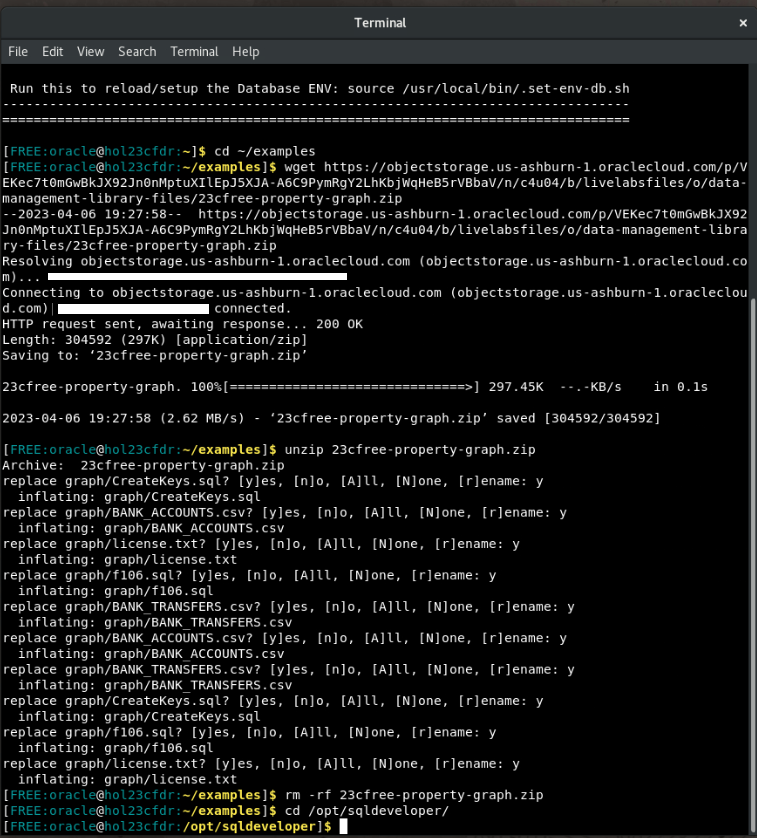 Terminal
×
File Edit View Search Terminal Help
Run this to reload/setup the Database ENV: source /usr/local/bin/.set-env-db.sh
--------------------------------------------------------------------------------
================================================================================
[FREE:oracle@hol23cfdr:~]$ cd ~/examples
[FREE:oracle@hol23cfdr:~/examples]$ wget https://objectstorage.us-ashburn-1.oraclecloud.com/p/V
EKec7t0mGwBkJX92Jn0nMptuXIlEpJ5XJA-A6C9PymRgY2LhKbjWqHeB5rVBbaV/n/c4u04/b/livelabsfiles/o/data-
management-library-files/23cfree-property-graph.zip
--2023-04-06 19:27:58--  https://objectstorage.us-ashburn-1.oraclecloud.com/p/VEKec7t0mGwBkJX92
Jn0nMptuXIlEpJ5XJA-A6C9PymRgY2LhKbjWqHeB5rVBbaV/n/c4u04/b/livelabsfiles/o/data-management-libra
ry-files/23cfree-property-graph.zip
Resolving objectstorage.us-ashburn-1.oraclecloud.com (objectstorage.us-ashburn-1.oraclecloud.co
m)...
Connecting to objectstorage.us-ashburn-1.oraclecloud.com (objectstorage.us-ashburn-1.oracleclou
d.com)| connected.
HTTP request sent, awaiting response... 200 OK
Length: 304592 (297K) [application/zip]
Saving to: ‘23cfree-property-graph.zip’
23cfree-property-graph. 100%[==============================>] 297.45K  --.-KB/s    in 0.1s
2023-04-06 19:27:58 (2.62 MB/s) - ‘23cfree-property-graph.zip’ saved [304592/304592]
[FREE:oracle@hol23cfdr:~/examples]$ unzip 23cfree-property-graph.zip
Archive:  23cfree-property-graph.zip
replace graph/CreateKeys.sql? [y]es, [n]o, [A]ll, [N]one, [r]ename: y
  inflating: graph/CreateKeys.sql
replace graph/BANK_ACCOUNTS.csv? [y]es, [n]o, [A]ll, [N]one, [r]ename: y
  inflating: graph/BANK_ACCOUNTS.csv
replace graph/license.txt? [y]es, [n]o, [A]ll, [N]one, [r]ename: y
  inflating: graph/license.txt
replace graph/f106.sql? [y]es, [n]o, [A]ll, [N]one, [r]ename: y
  inflating: graph/f106.sql
replace graph/BANK_TRANSFERS.csv? [y]es, [n]o, [A]ll, [N]one, [r]ename: y
  inflating: graph/BANK_TRANSFERS.csv
replace graph/BANK_ACCOUNTS.csv? [y]es, [n]o, [A]ll, [N]one, [r]ename: y
  inflating: graph/BANK_ACCOUNTS.csv
replace graph/BANK_TRANSFERS.csv? [y]es, [n]o, [A]ll, [N]one, [r]ename: y
  inflating: graph/BANK_TRANSFERS.csv
replace graph/CreateKeys.sql? [y]es, [n]o, [A]ll, [N]one, [r]ename: y
  inflating: graph/CreateKeys.sql
replace graph/f106.sql? [y]es, [n]o, [A]ll, [N]one, [r]ename: y
  inflating: graph/f106.sql
replace graph/license.txt? [y]es, [n]o, [A]ll, [N]one, [r]ename: y
  inflating: graph/license.txt
[FREE:oracle@hol23cfdr:~/examples]$ rm -rf 23cfree-property-graph.zip
[FREE:oracle@hol23cfdr:~/examples]$ cd /opt/sqldeveloper/
[FREE:oracle@hol23cfdr:/opt/sqldeveloper]$